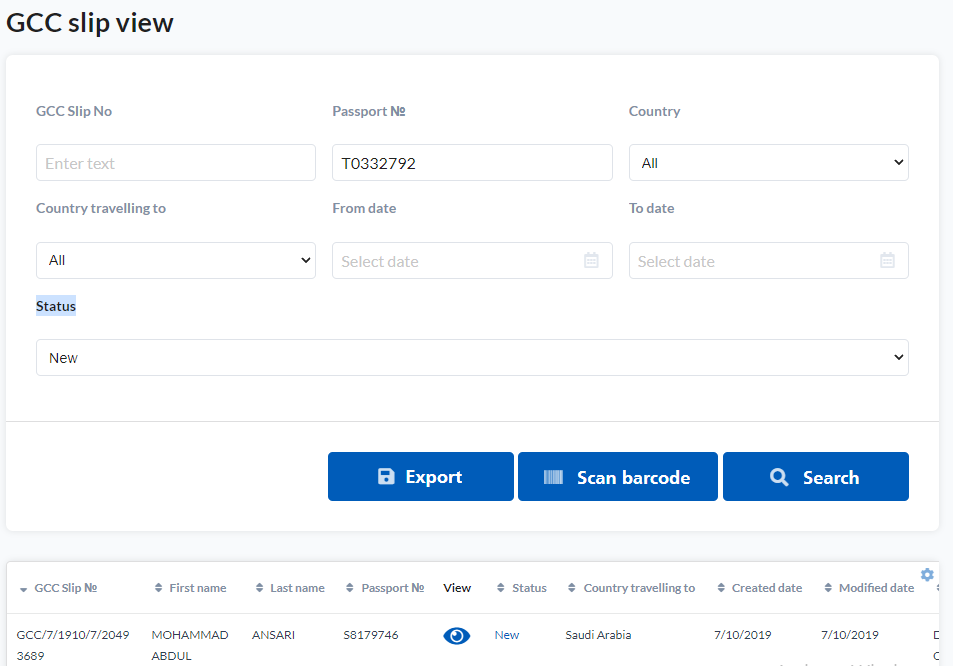 GCC slip view
GCC Slip No Passport № Country
Enter text T0332792 All
Country travelling to From date To date
All Select date Select date
Status
New
Export Scan barcode Search
GCC Slip № First name Last name Passport № View Status Country travelling to Created date Modified date
GCC/7/1910/7/2049 MOHAMMAD ANSARI S8179746 New Saudi Arabia 7/10/2019 7/10/2019
3689 ABDUL